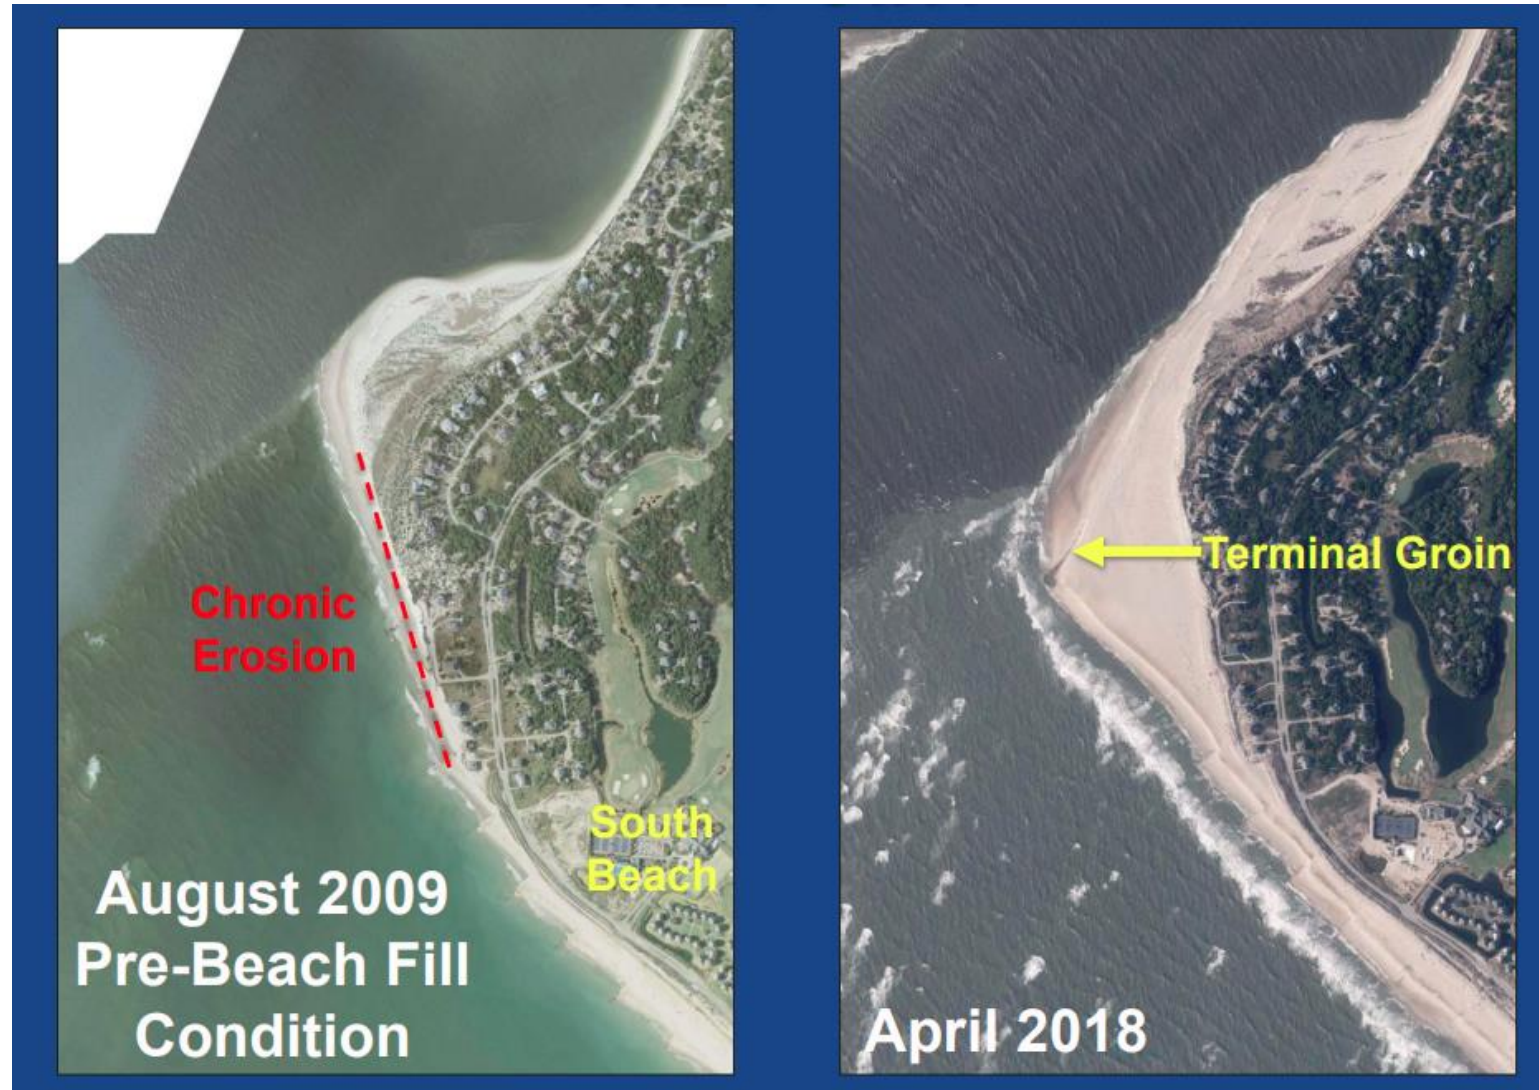 Chronic
Erosion
South
Beach
August 2009
Pre-Beach Fill
Condition
Terminal Groin
April 2018